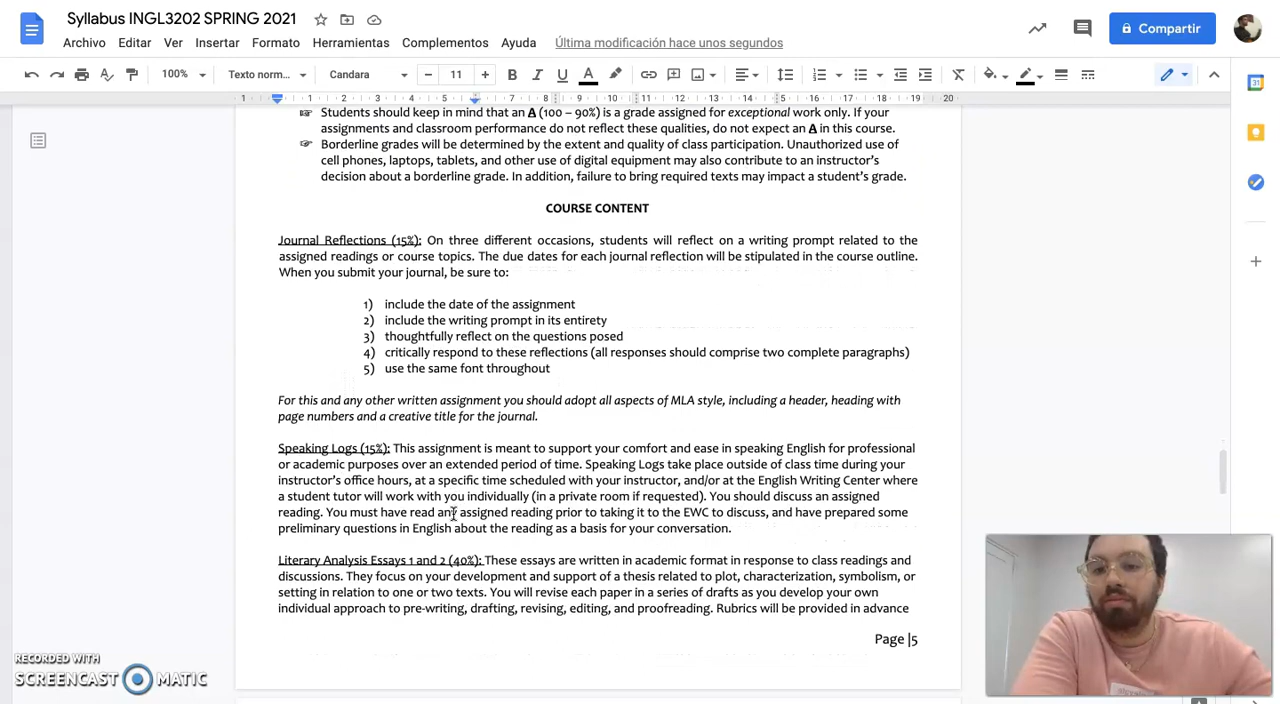 Syllabus INGL3202 SPRING 2021
Archivo Editar Ver Insertar Formato Herramientas Complementos Ayuda Última modificación hace unos segundos
Compartir
100% Texto norm... Candara 11
1 1 2 3 4 5 7 8 11 12 13 14 15 16 17 18 19 20
Students should keep in mind that an A (100 – 90%) is a grade assigned for exceptional work only. If your
assignments and classroom performance do not reflect these qualities, do not expect an A in this course.
Borderline grades will be determined by the extent and quality of class participation. Unauthorized use of
cell phones, laptops, tablets, and other use of digital equipment may also contribute to an instructor's
decision about a borderline grade. In addition, failure to bring required texts may impact a student's grade.
COURSE CONTENT
Journal Reflections (15%): On three different occasions, students will reflect on a writing prompt related to the
assigned readings or course topics. The due dates for each journal reflection will be stipulated in the course outline.
When you submit your journal, be sure to:
1) include the date of the assignment
2) include the writing prompt in its entirety
3) thoughtfully reflect on the questions posed
4) critically respond to these reflections (all responses should comprise two complete paragraphs)
5) use the same font throughout
For this and any other written assignment you should adopt all aspects of MLA style, including a header, heading with
page numbers and a creative title for the journal.
Speaking Logs (15%): This assignment is meant to support your comfort and ease in speaking English for professional
or academic purposes over an extended period of time. Speaking Logs take place outside of class time during your
instructor's office hours, at a specific time scheduled with your instructor, and/or at the English Writing Center where
a student tutor will work with you individually (in a private room if requested). You should discuss an assigned
reading. You must have read any assigned reading prior to taking it to the EWC to discuss, and have prepared some
preliminary questions in English about the reading as a basis for your conversation.
Literary Analysis Essays 1 and 2 (40%): These essays are written in academic format in response to class readings and
discussions. They focus on your development and support of a thesis related to plot, characterization, symbolism, or
setting in relation to one or two texts. You will revise each paper in a series of drafts as you develop your own
individual approach to pre-writing, drafting, revising, editing, and proofreading. Rubrics will be provided in advance
Page |5
RECORDED WITH
SCREENCAST MATIC